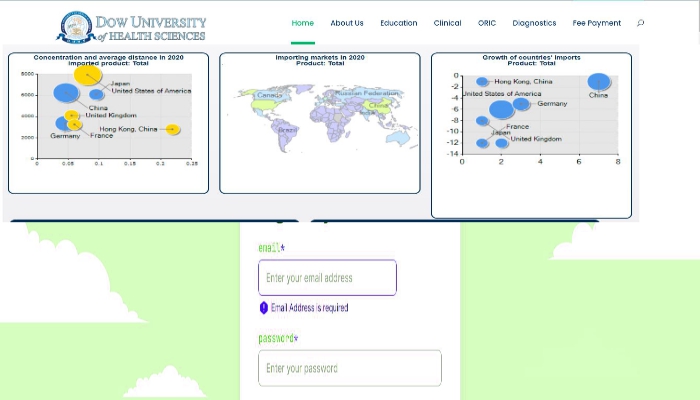 DOW UNIVERSITY
of HEALTH SCIENCES
Home About Us Education Clinical ORIC Diagnostics Fee Payment
Concentration and average distance in 2020
Imported product: Total
8000
6000
4000
2000
0
0 0.05 0.1 0.15 0.2 0.25
Japan
United States of America
China
United Kingdom
Hong Kong, China
Germany
France
Importing markets in 2020
Product: Total
Canada
Russian Federation
China
India
Brazil
Growth of countries' imports
Product: Total
0
-2
-4
-6
-8
-10
-12
-14
0 2 4 6 8
Hong Kong, China
China
United States of America
Germany
France
Japan
United Kingdom
email*
Enter your email address
Email Address is required
password*
Enter your password